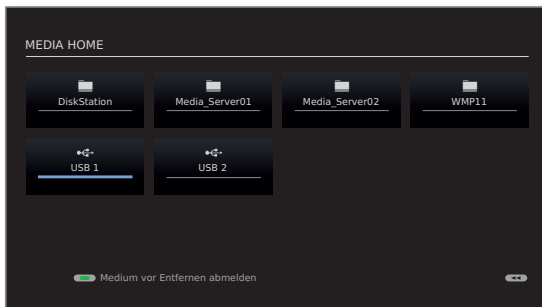 MEDIA HOME
DiskStation Media_Server01 Media_Server02 WMP11
USB 1 USB 2
Medium vor Entfernen abmelden